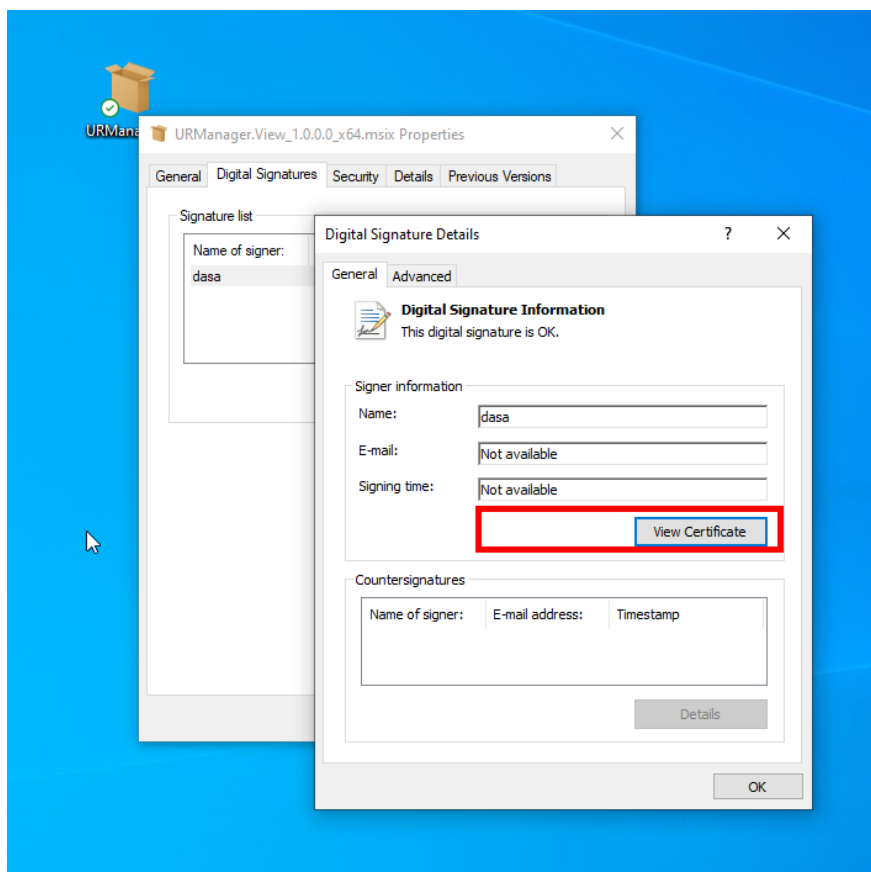 URMana
URManager.View_1.0.0.0_x64.msix Properties
General Digital Signatures Security Details Previous Versions
Signature list
Name of signer:
dasa
Digital Signature Details ?
General Advanced
Digital Signature Information
This digital signature is OK.
Signer information
Name: dasa
E-mail: Not available
Signing time: Not available
View Certificate
Countersignatures
Name of signer: E-mail address: Timestamp
Details
OK